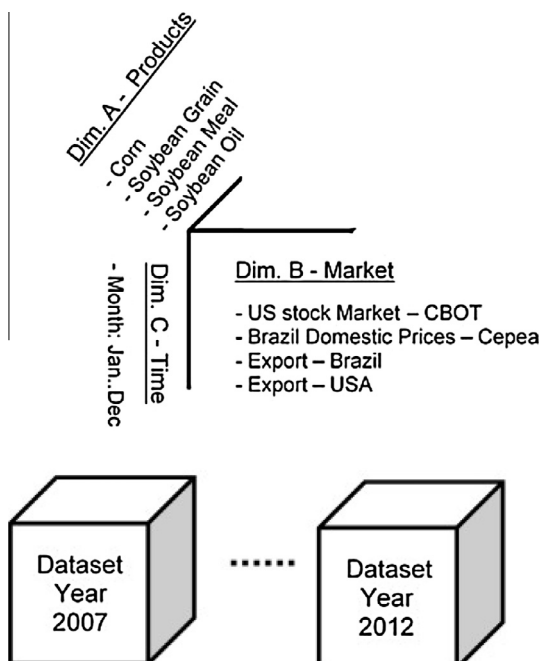 Dim. A - Products
- Corn
- Soybean Grain
- Soybean Meal
- Soybean Oil
Dim. B - Market
- US stock Market – CBOT
- Brazil Domestic Prices – Cepea
- Export – Brazil
- Export – USA
Dim. C - Time
- Month: Jan..Dec
Dataset
Year
2007
Dataset
Year
2012